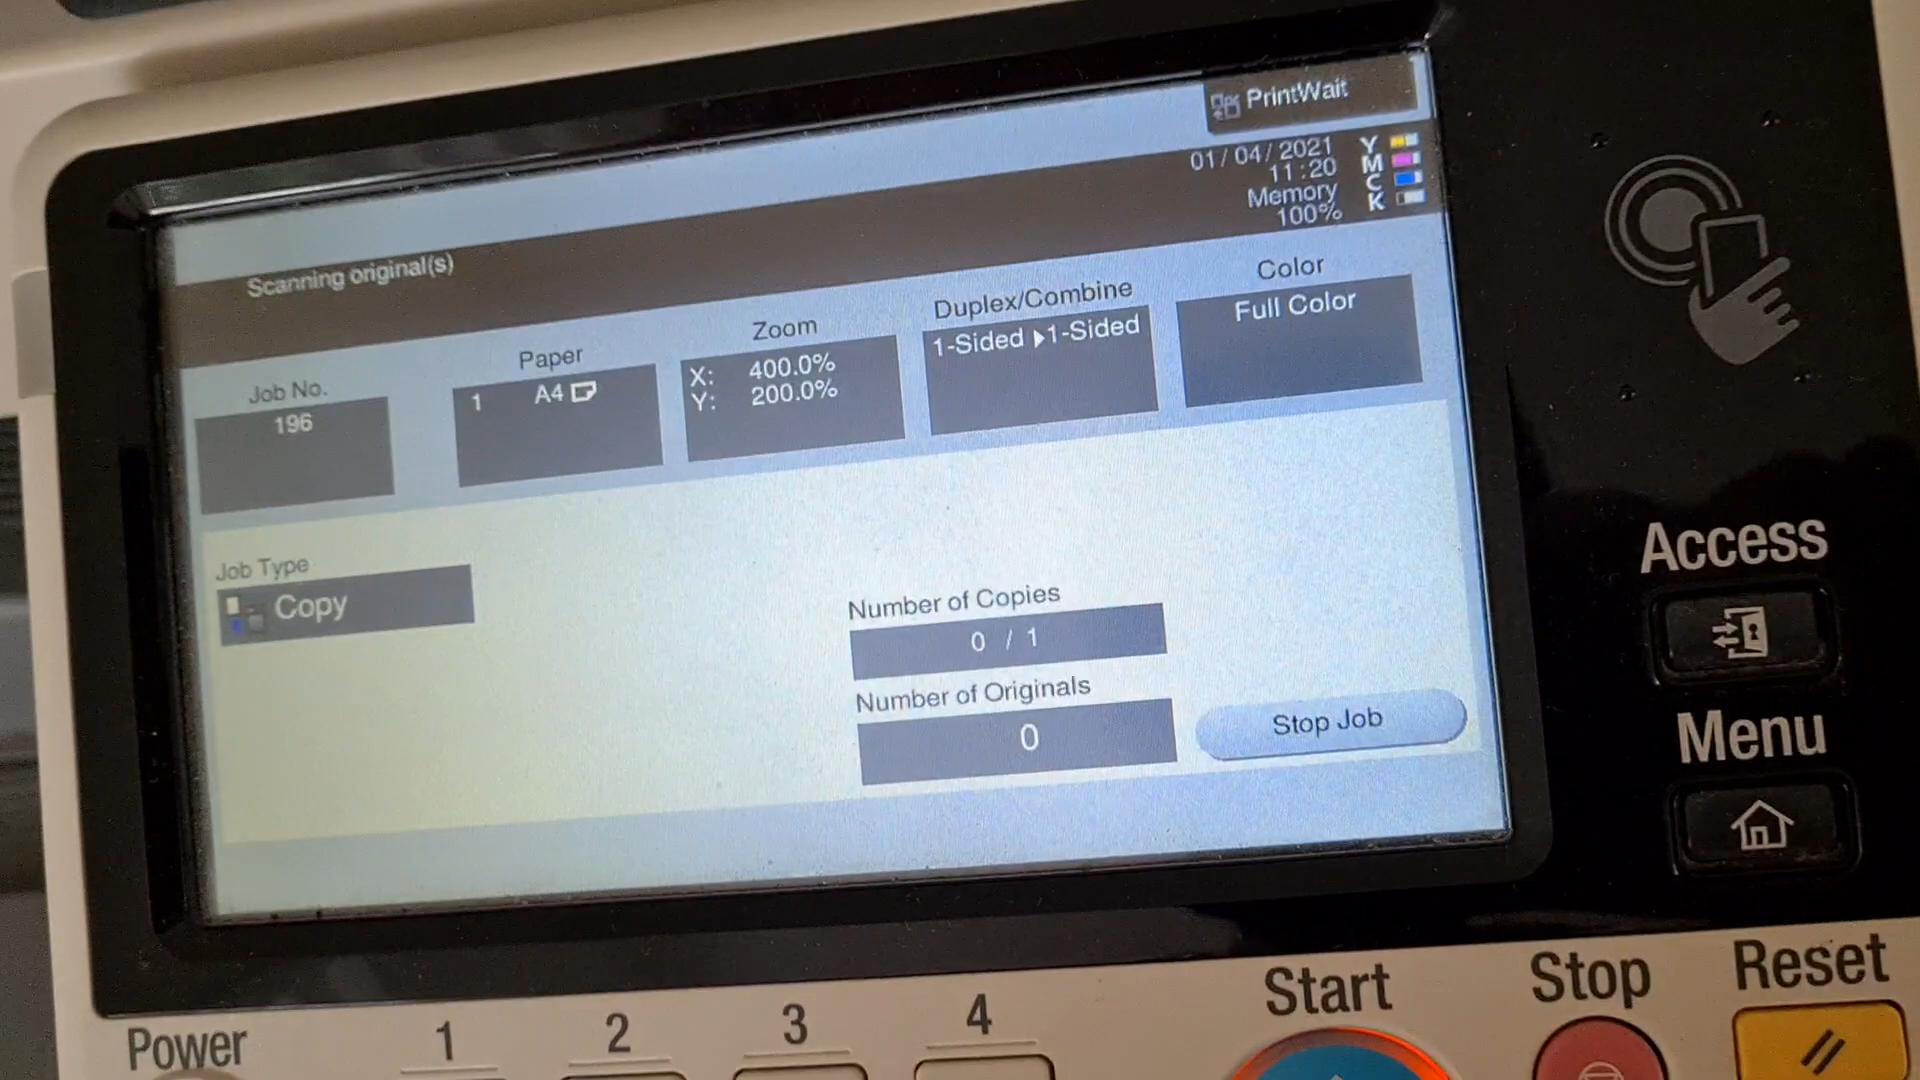 PrintWait
01/04/2021
11:20
Memory
100%
Y
M
C
K
Scanning original(s)
Job No.
196
Paper
1 A4
Zoom
X: 400.0%
Y: 200.0%
Duplex/Combine
1-Sided ▶1-Sided
Color
Full Color
Job Type
Copy
Number of Copies
0 / 1
Number of Originals
0
Stop Job
Access
Menu
Power
1
2
3
4
Start
Stop
Reset